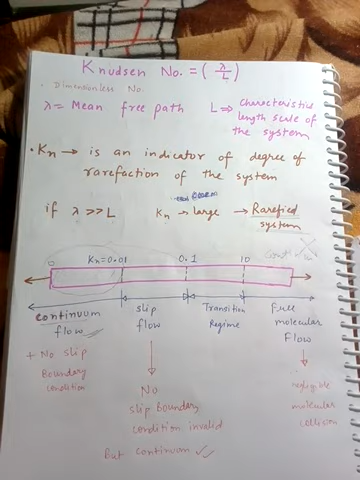 Knudsen No. = (λ/L)
. Dimensionless No.
λ = Mean free path L ⇒ characteristic
length scale of
the system
. Kn → is an indicator of degree of
rarefaction of the system
if λ >> L Kn → large → Rarefied
system
0 Kn = 0.01 0.1 10
continuum slip Transition Free
flow flow Regime molecular
Flow
+ No slip
Boundary
condition
No
slip boundary
condition invalid
But continuum ✓
negligible
molecular
collision